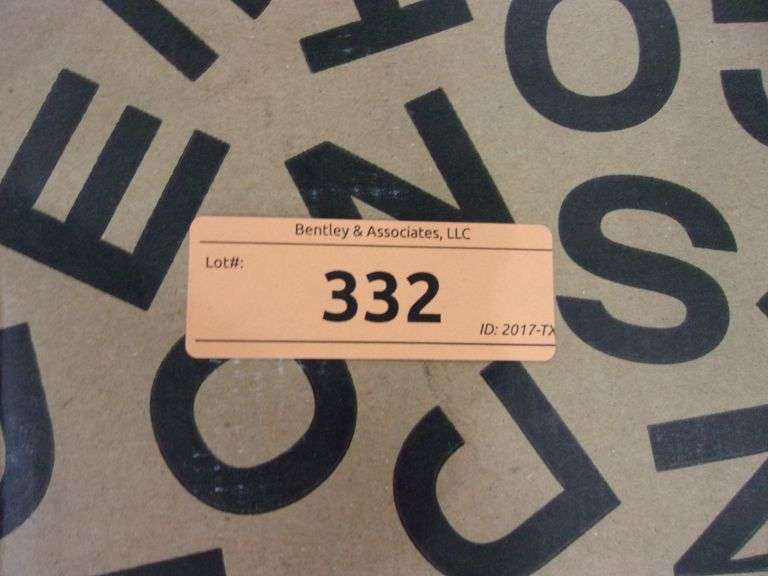 Bentley & Associates, LLC
Lot#:
332
ID: 2017-TX
E
N
O
S
O
J
N